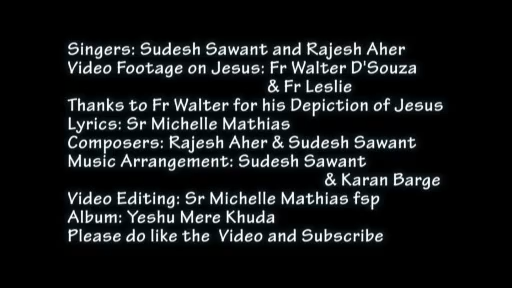 Singers: Sudesh Sawant and Rajesh Aher
Video Footage on Jesus: Fr Walter D'Souza
& Fr Leslie
Thanks to Fr Walter for his Depiction of Jesus
Lyrics: Sr Michelle Mathias
Composers: Rajesh Aher & Sudesh Sawant
Music Arrangement: Sudesh Sawant
& Karan Barge
Video Editing: Sr Michelle Mathias fsp
Album: Yeshu Mere Khuda
Please do like the Video and Subscribe